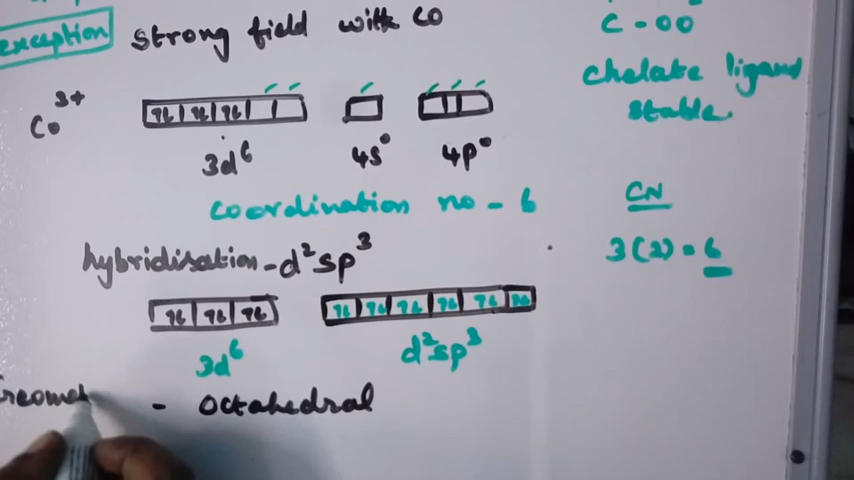 exception strong field with Co
C - OO
chelate ligand
stable
Co³⁺
3d⁶ 4s⁰ 4p⁰
coordination no - 6
CN
3(2) = 6
hybridisation - d²sp³
3d⁶ d²sp³
- Octahedral